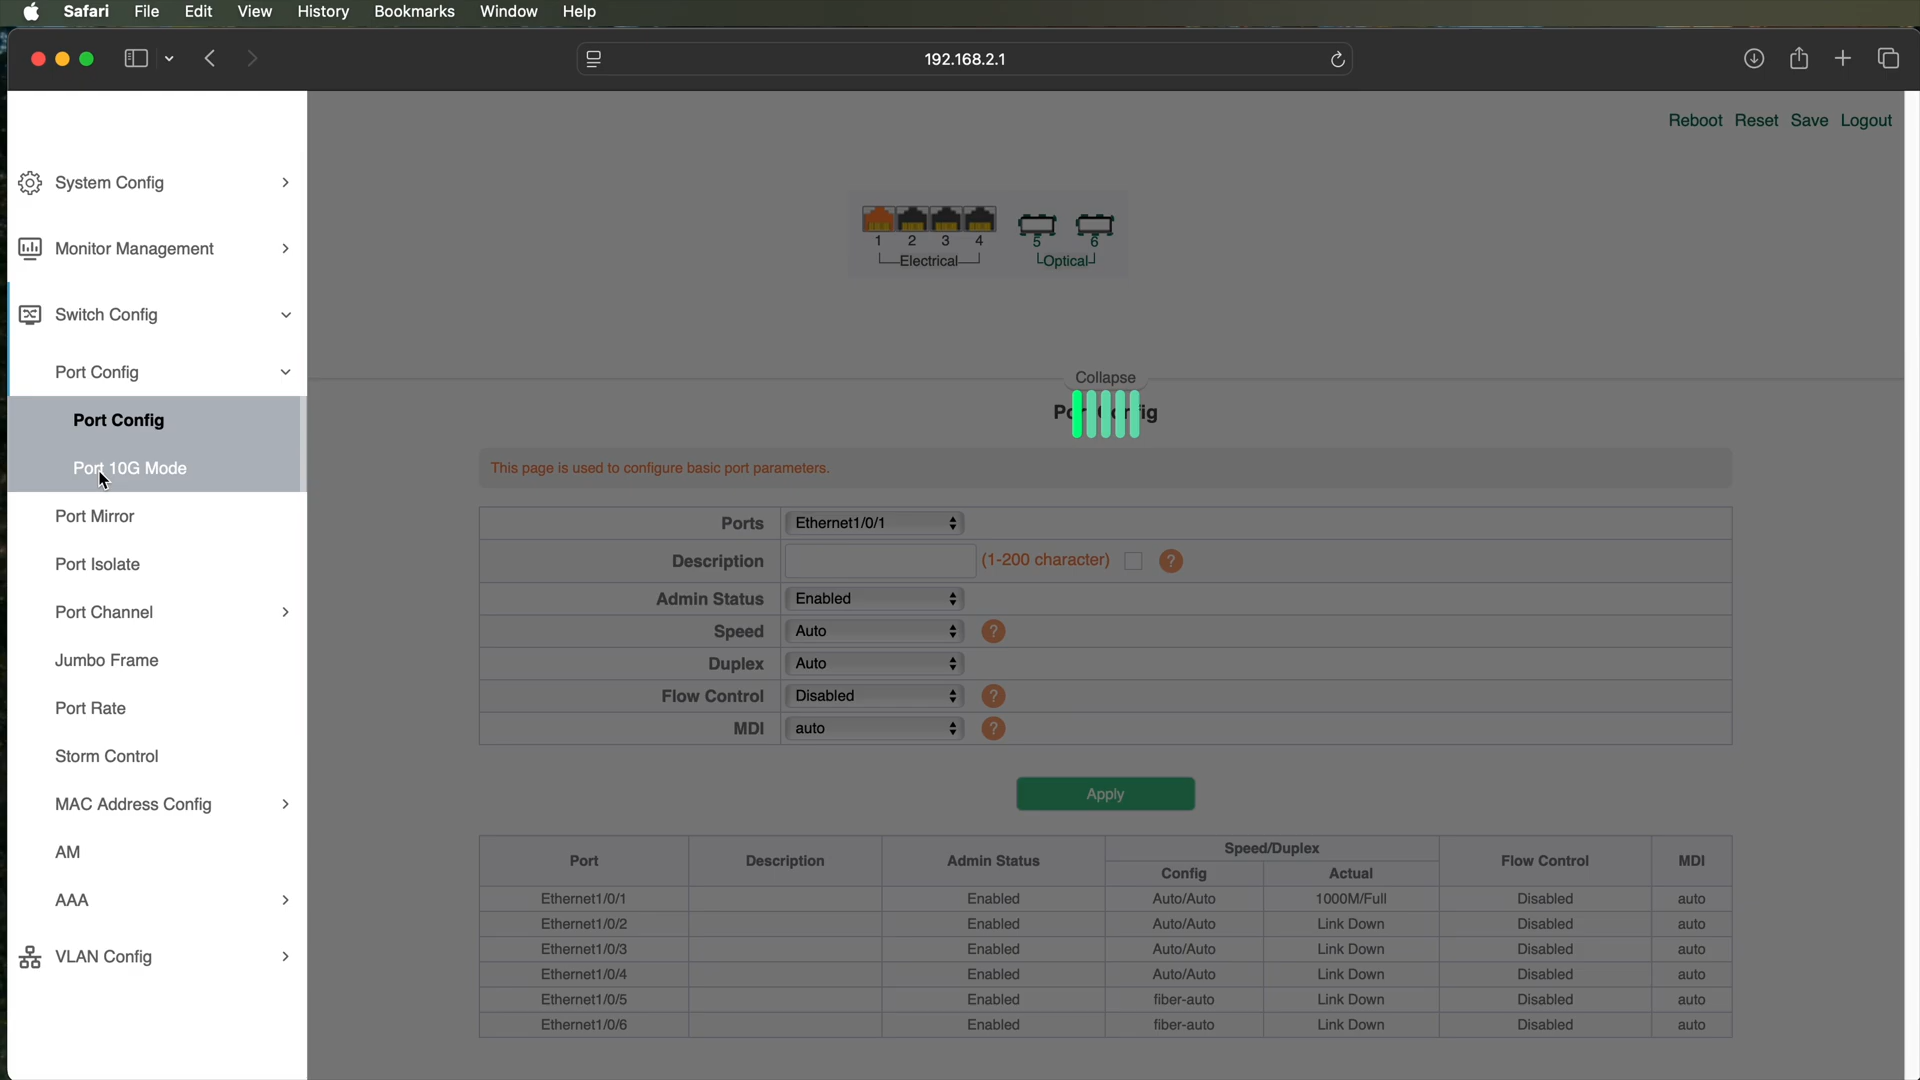 Safari File Edit View History Bookmarks Window Help
192.168.2.1
Reboot Reset Save Logout
System Config
Monitor Management
Switch Config
Port Config
Port Config
Port 10G Mode
Port Mirror
Port Isolate
Port Channel
Jumbo Frame
Port Rate
Storm Control
MAC Address Config
AM
AAA
VLAN Config
1 2 3 4 5 6
Electrical Optical
Collapse
Port Config
This page is used to configure basic port parameters.
Ports Ethernet1/0/1
Description (1-200 character) ?
Admin Status Enabled
Speed Auto ?
Duplex Auto
Flow Control Disabled ?
MDI auto ?
Apply
Port Description Admin Status Speed/Duplex Flow Control MDI
Config Actual
Ethernet1/0/1 Enabled Auto/Auto 1000M/Full Disabled auto
Ethernet1/0/2 Enabled Auto/Auto Link Down Disabled auto
Ethernet1/0/3 Enabled Auto/Auto Link Down Disabled auto
Ethernet1/0/4 Enabled Auto/Auto Link Down Disabled auto
Ethernet1/0/5 Enabled fiber-auto Link Down Disabled auto
Ethernet1/0/6 Enabled fiber-auto Link Down Disabled auto